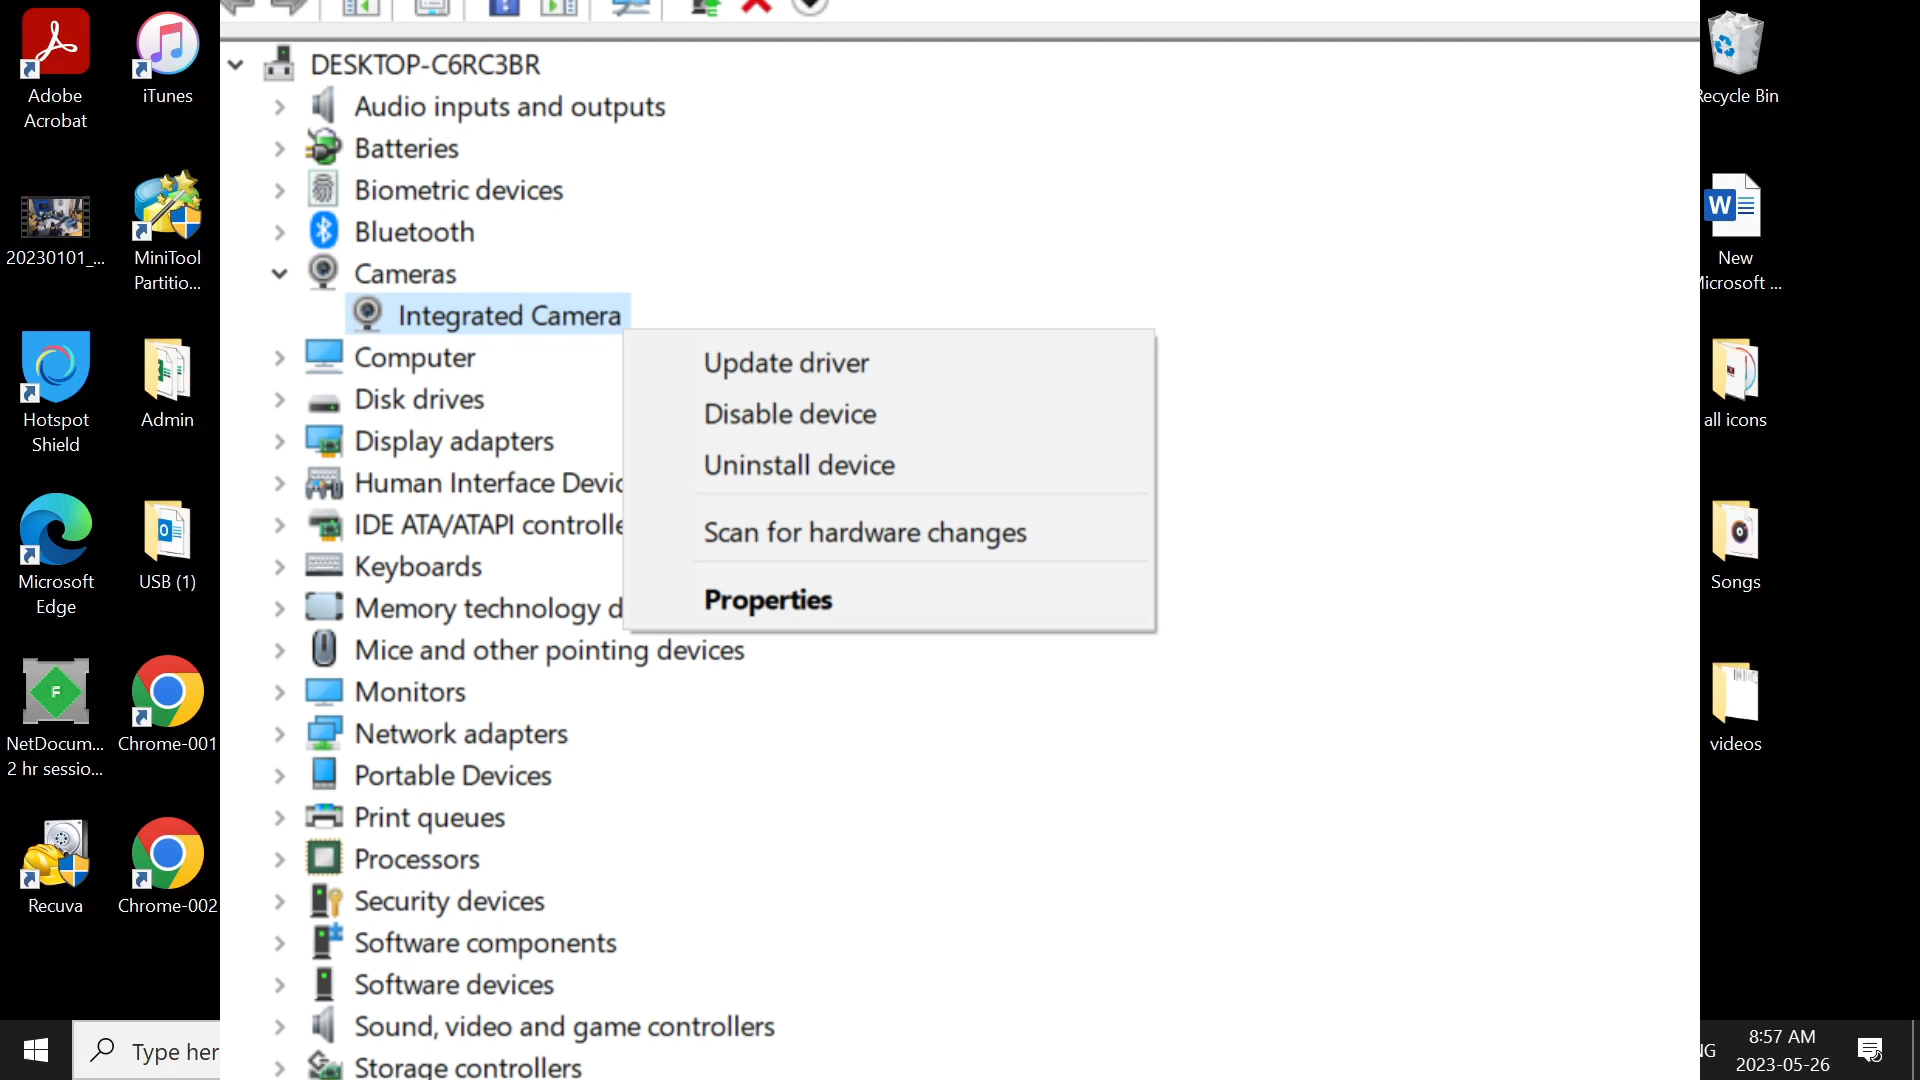 Adobe
Acrobat
iTunes
20230101_...
MiniTool
Partitio...
Hotspot
Shield
Admin
Microsoft
Edge
USB (1)
NetDocum...
2 hr sessio...
Chrome-001
Recuva
Chrome-002
Type her
DESKTOP-C6RC3BR
Audio inputs and outputs
Batteries
Biometric devices
Bluetooth
Cameras
Integrated Camera
Computer
Disk drives
Display adapters
Human Interface Devic
IDE ATA/ATAPI controlle
Keyboards
Memory technology d
Mice and other pointing devices
Monitors
Network adapters
Portable Devices
Print queues
Processors
Security devices
Software components
Software devices
Sound, video and game controllers
Storage controllers
Update driver
Disable device
Uninstall device
Scan for hardware changes
Properties
Recycle Bin
W
New
Microsoft ...
all icons
Songs
videos
NG
8:57 AM
2023-05-26